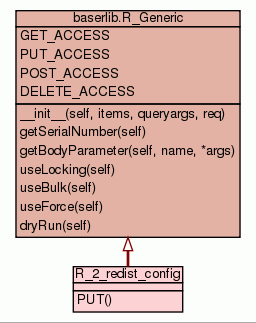 baserlib.R_Generic
GET_ACCESS
PUT_ACCESS
POST_ACCESS
DELETE_ACCESS
__init__(self, items, queryargs, req)
getSerialNumber(self)
getBodyParameter(self, name, *args)
useLocking(self)
useBulk(self)
useForce(self)
dryRun(self)
R_2_redist_config
PUT()